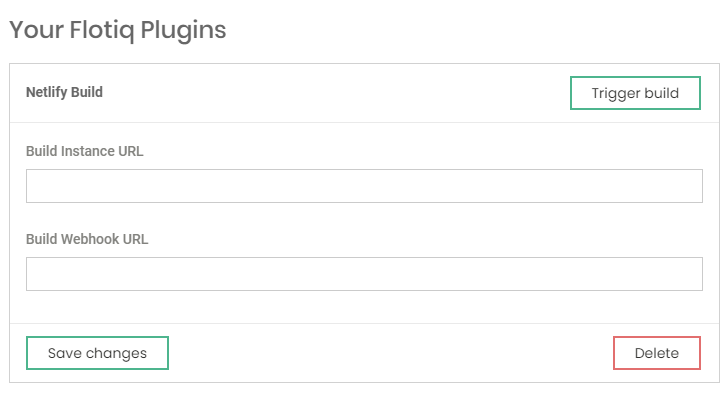 Your Flotiq Plugins
Netlify Build
Trigger build
Build Instance URL
Build Webhook URL
Save changes
Delete